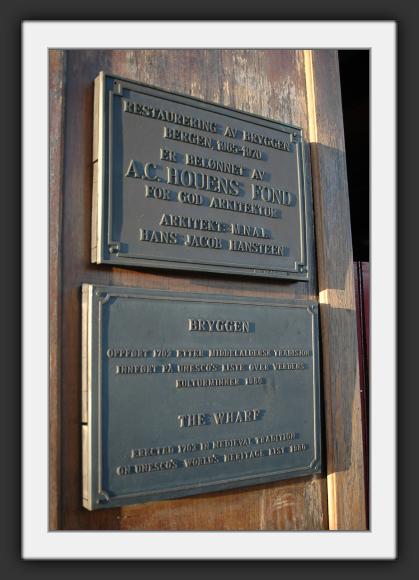 RESTAURERING AV BRYGGEN
BERGEN, 1965-1970
ER BELØNNET AV
A.C. HOUENS FOND
FOR GOD ARKITEKTUR
ARKITEKT: M.N.A.L.
HANS JACOB HANSTEEN
BRYGGEN
OPPFØRT 1702 ETTER MIDDELALDERSK TRADISJON
INNFØRT PÅ UNESCO'S LISTE OVER VERDENS
KULTURMINNER 1980
THE WHARF
ERECTED 1702 IN MEDIEVAL TRADITION
ON UNESCO'S WORLD'S HERITAGE LIST 1980